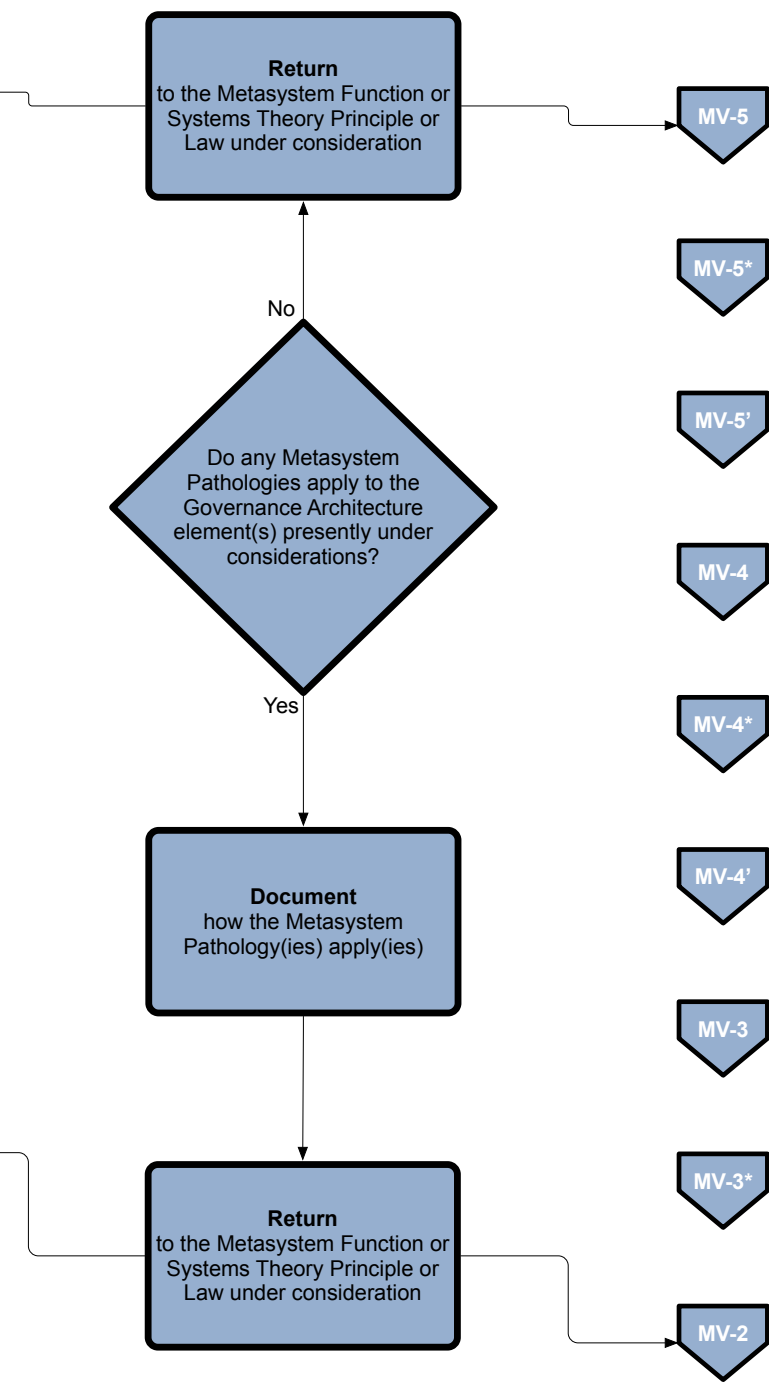 Return
to the Metasystem Function or
Systems Theory Principle or
Law under consideration
MV-5
MV-5*
No
MV-5’
Do any Metasystem
Pathologies apply to the
Governance Architecture
element(s) presently under
considerations?
MV-4
Yes
MV-4*
Document
how the Metasystem
Pathology(ies) apply(ies)
MV-4’
MV-3
MV-3*
Return
to the Metasystem Function or
Systems Theory Principle or
Law under consideration
MV-2